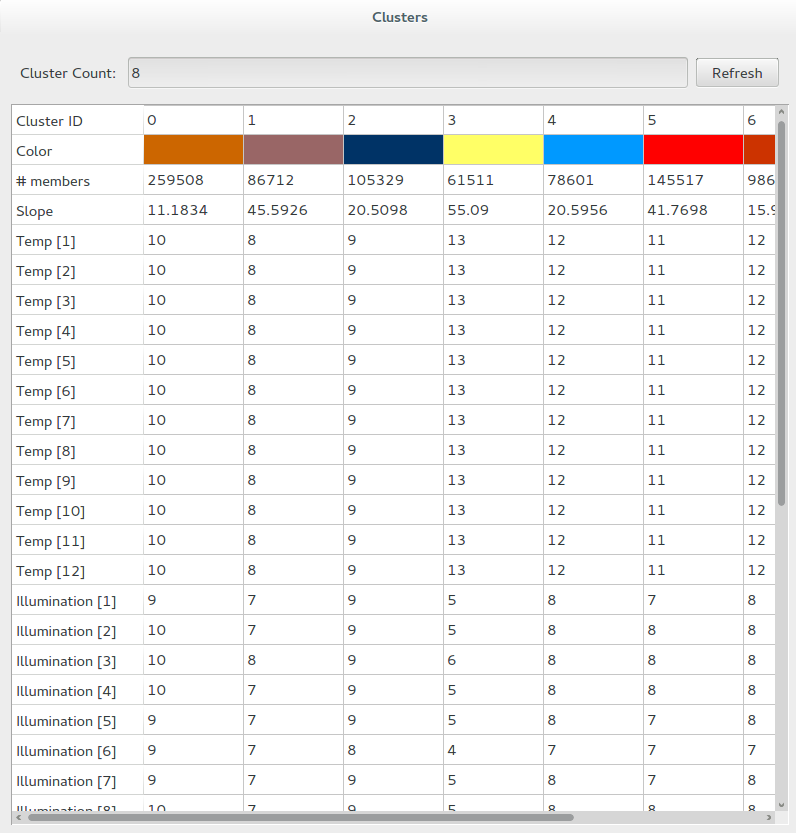 Clusters
Cluster Count: 8 Refresh
Cluster ID 0 1 2 3 4 5 6
Color
# members 259508 86712 105329 61511 78601 145517 986
Slope 11.1834 45.5926 20.5098 55.09 20.5956 41.7698 15.9
Temp [1] 10 8 9 13 12 11 12
Temp [2] 10 8 9 13 12 11 12
Temp [3] 10 8 9 13 12 11 12
Temp [4] 10 8 9 13 12 11 12
Temp [5] 10 8 9 13 12 11 12
Temp [6] 10 8 9 13 12 11 12
Temp [7] 10 8 9 13 12 11 12
Temp [8] 10 8 9 13 12 11 12
Temp [9] 10 8 9 13 12 11 12
Temp [10] 10 8 9 13 12 11 12
Temp [11] 10 8 9 13 12 11 12
Temp [12] 10 8 9 13 12 11 12
Illumination [1] 9 7 9 5 8 7 8
Illumination [2] 10 7 9 5 8 8 8
Illumination [3] 10 8 9 6 8 8 8
Illumination [4] 10 7 9 5 8 8 8
Illumination [5] 9 7 9 5 8 7 8
Illumination [6] 9 7 8 4 7 7 7
Illumination [7] 9 7 9 5 8 7 8
Illumination [8] 10 7 9 5 8 8 8